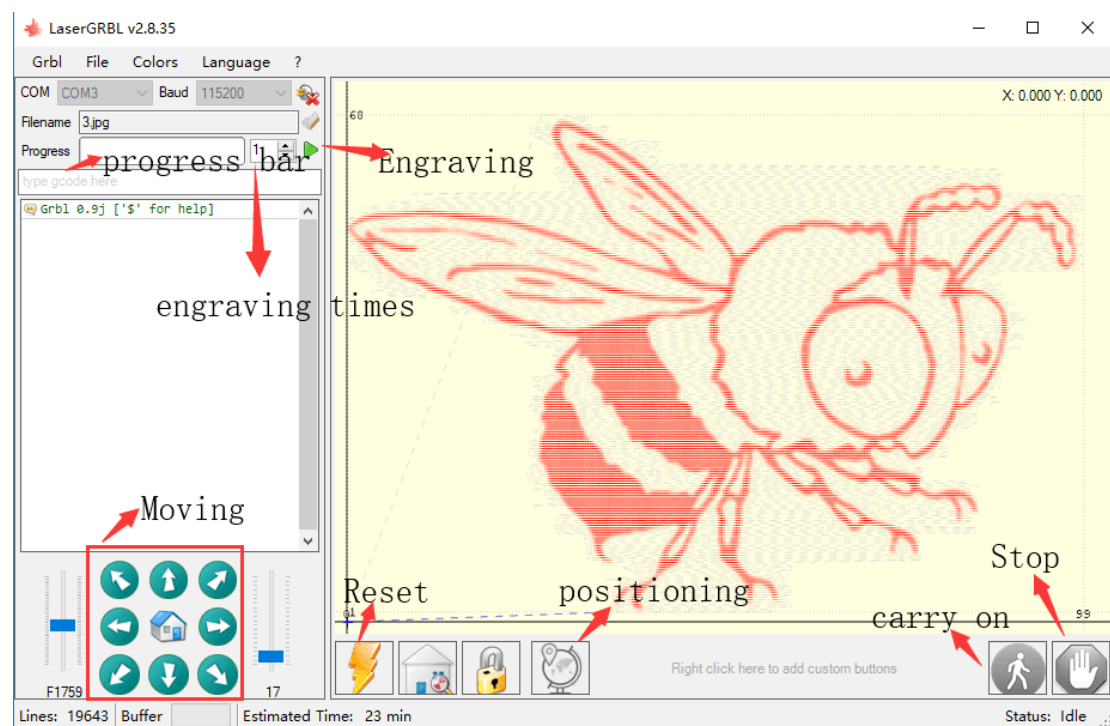 LaserGRBL v2.8.35
Grbl File Colors Language ?
COM COM3 Baud 115200
X: 0.000 Y: 0.000
Filename 3.jpg
68
Progress progress bar 1 Engraving
type gcode here
Grbl 0.9j ['$' for help]
engraving times
Moving
Stop
Reset
positioning
carry on
99
Right click here to add custom buttons
F1759
17
Lines: 19643 Buffer Estimated Time: 23 min Status: Idle